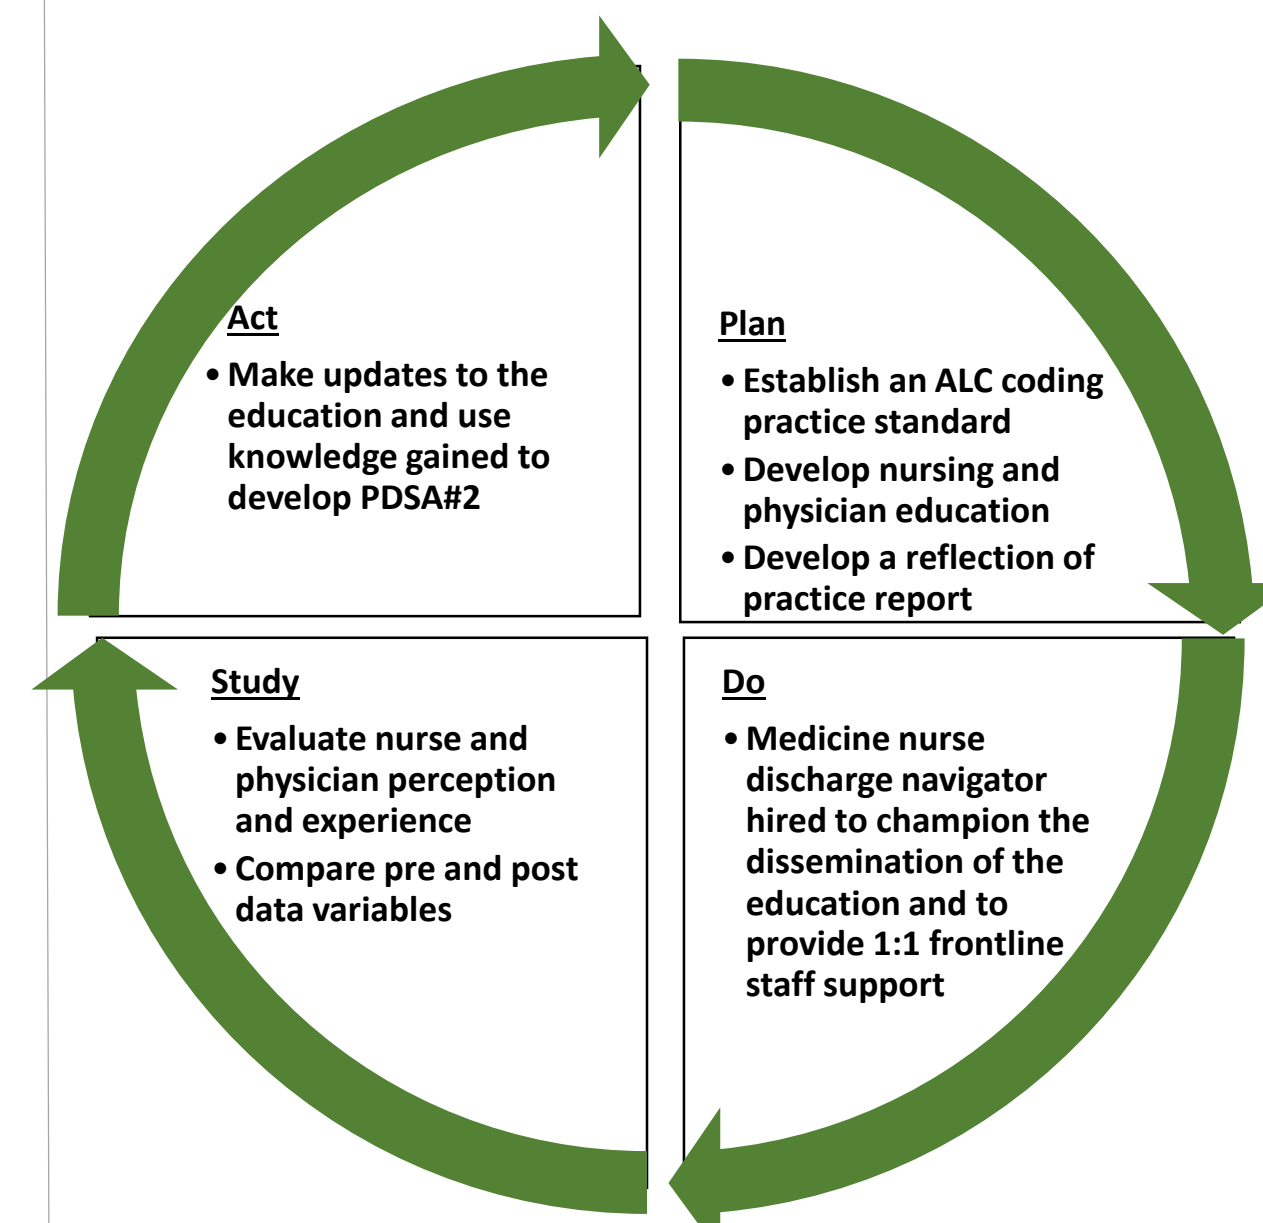 Act
• Make updates to the
education and use
knowledge gained to
develop PDSA#2
Plan
• Establish an ALC coding
practice standard
• Develop nursing and
physician education
• Develop a reflection of
practice report
Study
• Evaluate nurse and
physician perception
and experience
• Compare pre and post
data variables
Do
• Medicine nurse
discharge navigator
hired to champion the
dissemination of the
education and to
provide 1:1 frontline
staff support